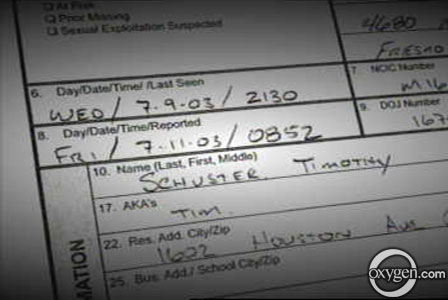 At Risk
Prior Missing
Sexual Exploitation Suspected
4680
FRESNO
6. Day/Date/Time/ /Last Seen
WED / 7-9-03 / 2130
7 NCIC Number
M-16
8. Day/Date/Time/Reported
FRI / 7-11-03 / 0852
9. DOJ Number
167
10. Name (Last, First, Middle)
SCHUSTER TIMOTHY
17. AKA's
TIM
22. Res. Add. City/Zip
1622 HOUSTON AVE
25. Bus. Add./ School City/Zip
MATION
oxygen.com